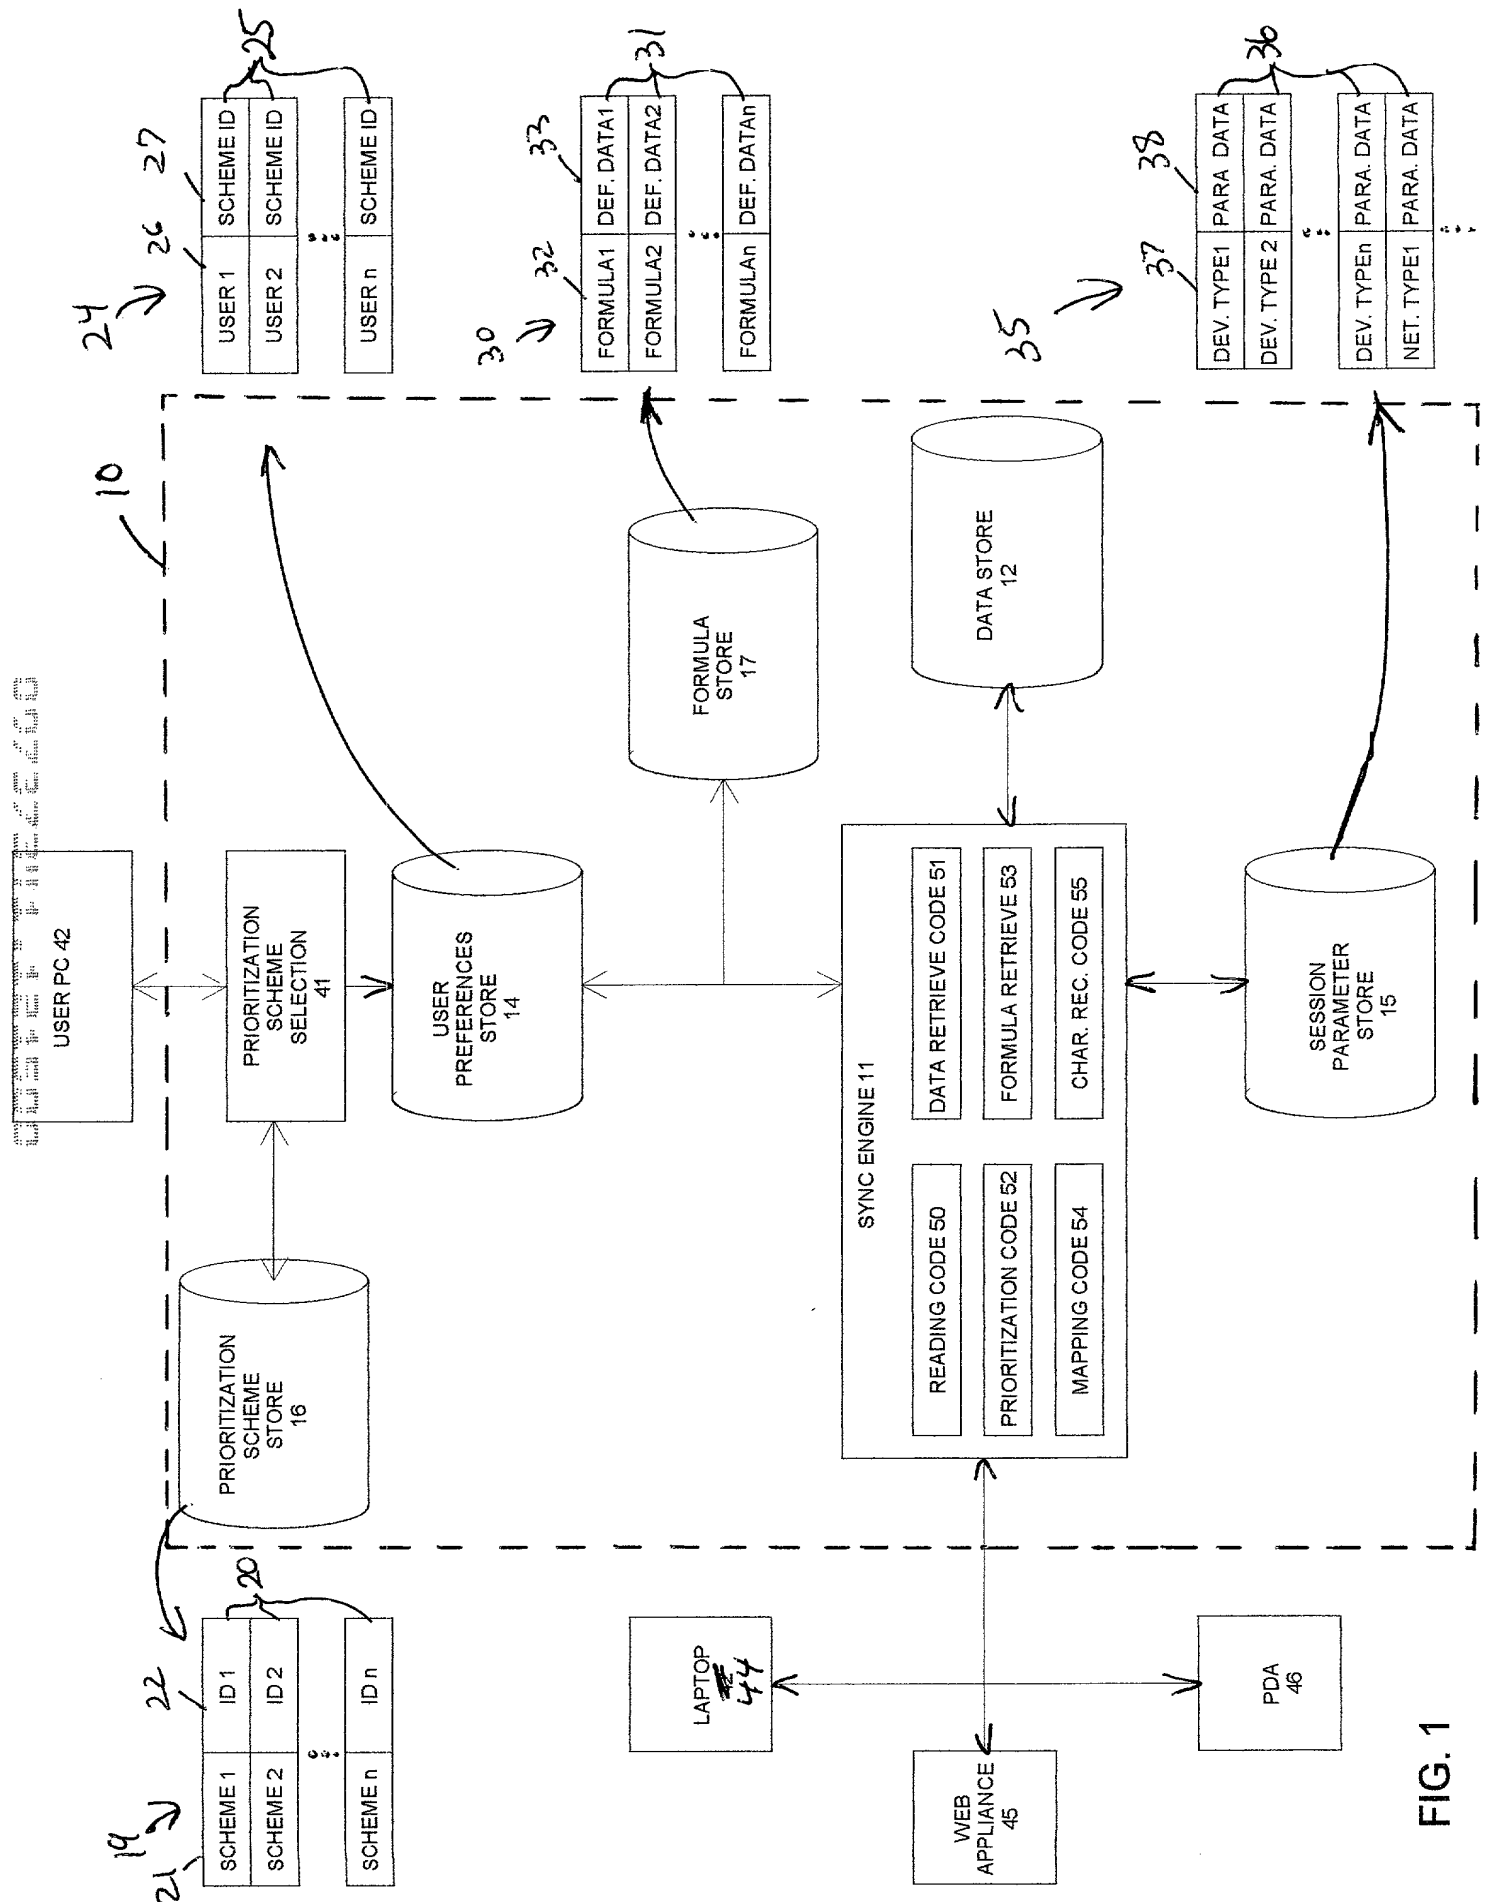 19
21
22
SCHEME 1 ID 1
SCHEME 2 ID 2
SCHEME n ID n
20
PRIORITIZATION
SCHEME
STORE
16
USER PC 42
PRIORITIZATION
SCHEME
SELECTION
41
10
24
26
27
USER 1 SCHEME ID
USER 2 SCHEME ID
USER n SCHEME ID
25
USER
PREFERENCES
STORE
14
30
32
33
FORMULA1 DEF. DATA1
FORMULA2 DEF. DATA2
FORMULAn DEF. DATAn
31
FORMULA
STORE
17
LAPTOP
44
WEB
APPLIANCE
45
PDA
46
SYNC ENGINE 11
READING CODE 50
DATA RETRIEVE CODE 51
PRIORITIZATION CODE 52
FORMULA RETRIEVE 53
MAPPING CODE 54
CHAR. REC. CODE 55
DATA STORE
12
35
37
38
DEV. TYPE1 PARA DATA
DEV. TYPE 2 PARA. DATA
DEV. TYPEn PARA. DATA
NET. TYPE1 PARA. DATA
36
SESSION
PARAMETER
STORE
15
FIG. 1